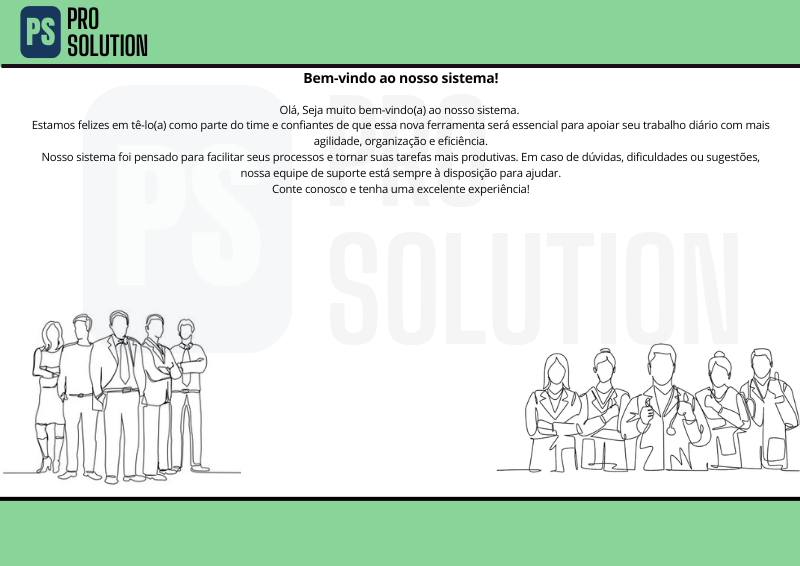 PS
PRO
SOLUTION
Bem-vindo ao nosso sistema!
Olá, Seja muito bem-vindo(a) ao nosso sistema.
Estamos felizes em tê-lo(a) como parte do time e confiantes de que essa nova ferramenta será essencial para apoiar seu trabalho diário com mais
agilidade, organização e eficiência.
Nosso sistema foi pensado para facilitar seus processos e tornar suas tarefas mais produtivas. Em caso de dúvidas, dificuldades ou sugestões,
nossa equipe de suporte está sempre à disposição para ajudar.
Conte conosco e tenha uma excelente experiência!
PS
PRO
SOLUTION